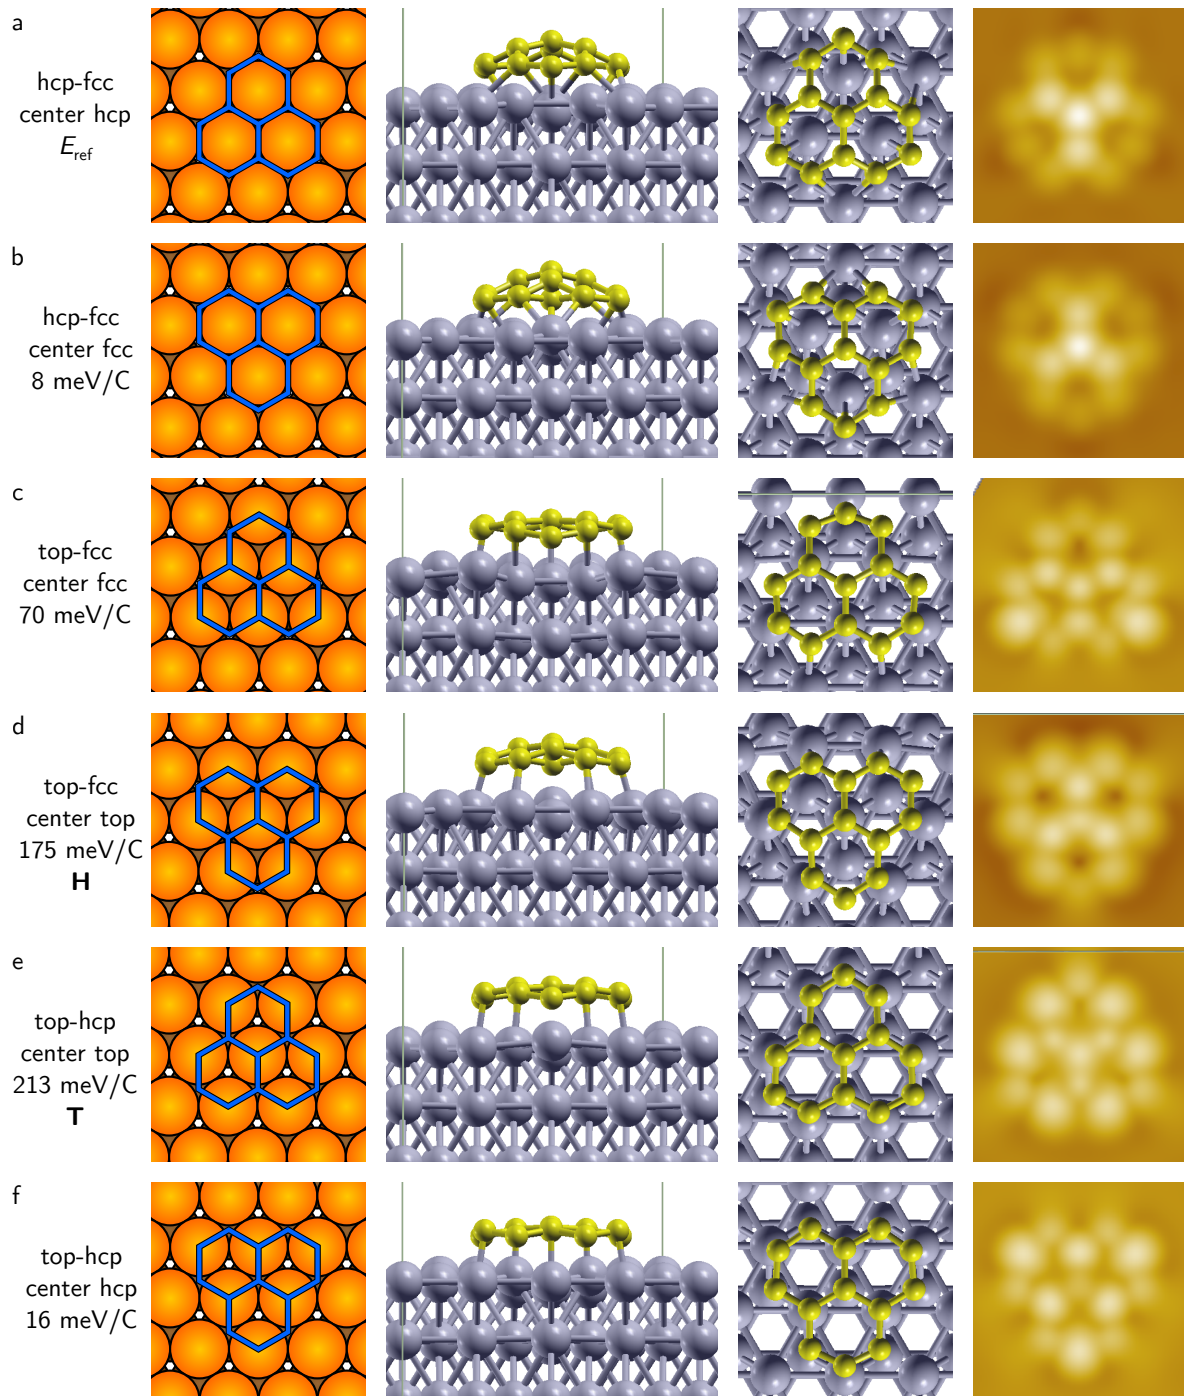 a
hcp-fcc
center hcp
E_ref
b
hcp-fcc
center fcc
8 meV/C
c
top-fcc
center fcc
70 meV/C
d
top-fcc
center top
175 meV/C
H
e
top-hcp
center top
213 meV/C
T
f
top-hcp
center hcp
16 meV/C